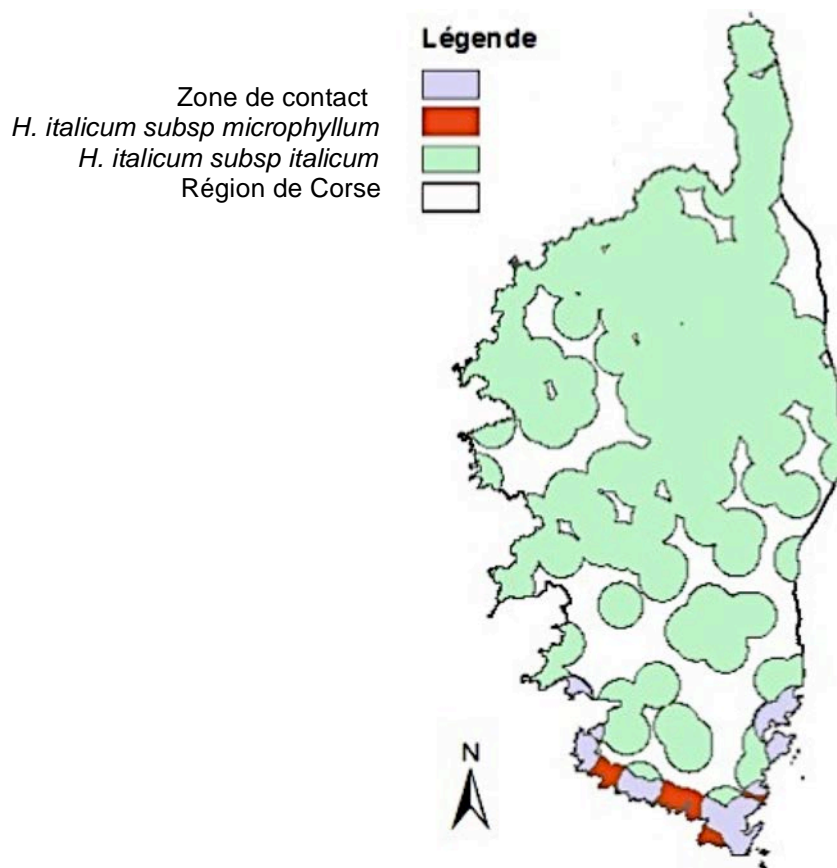 Légende
Zone de contact
H. italicum subsp microphyllum
H. italicum subsp italicum
Région de Corse
N